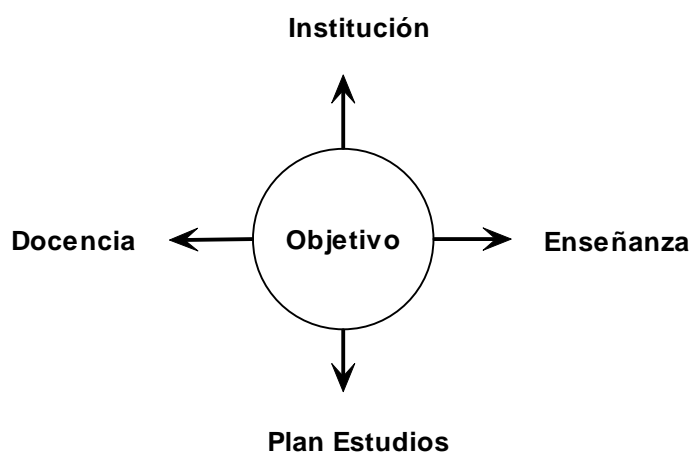 Institución
Docencia
Objetivo
Enseñanza
Plan Estudios